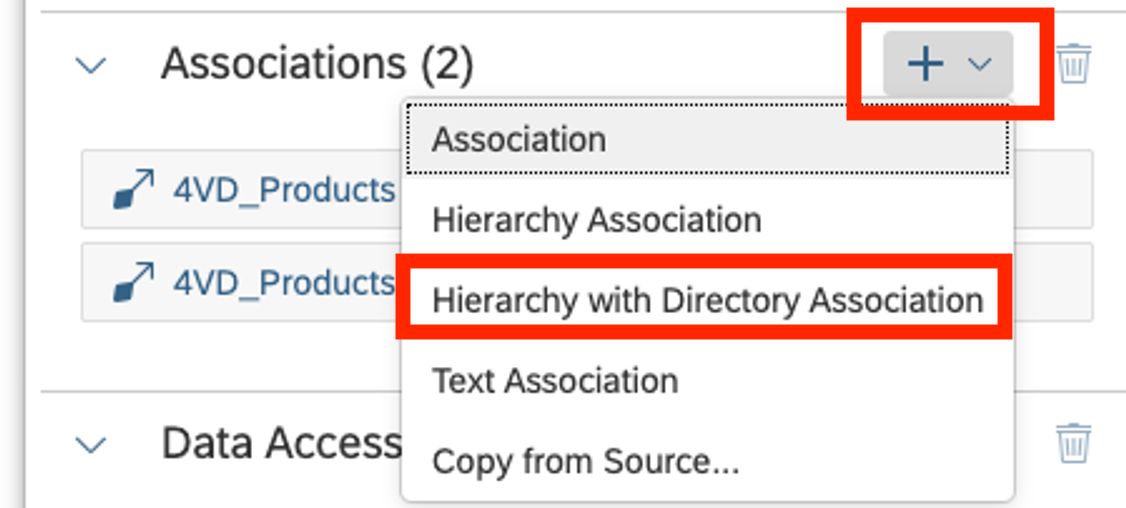 Associations (2)
Association
4VD_Products
Hierarchy Association
4VD_Products
Hierarchy with Directory Association
Text Association
Data Access
Copy from Source...